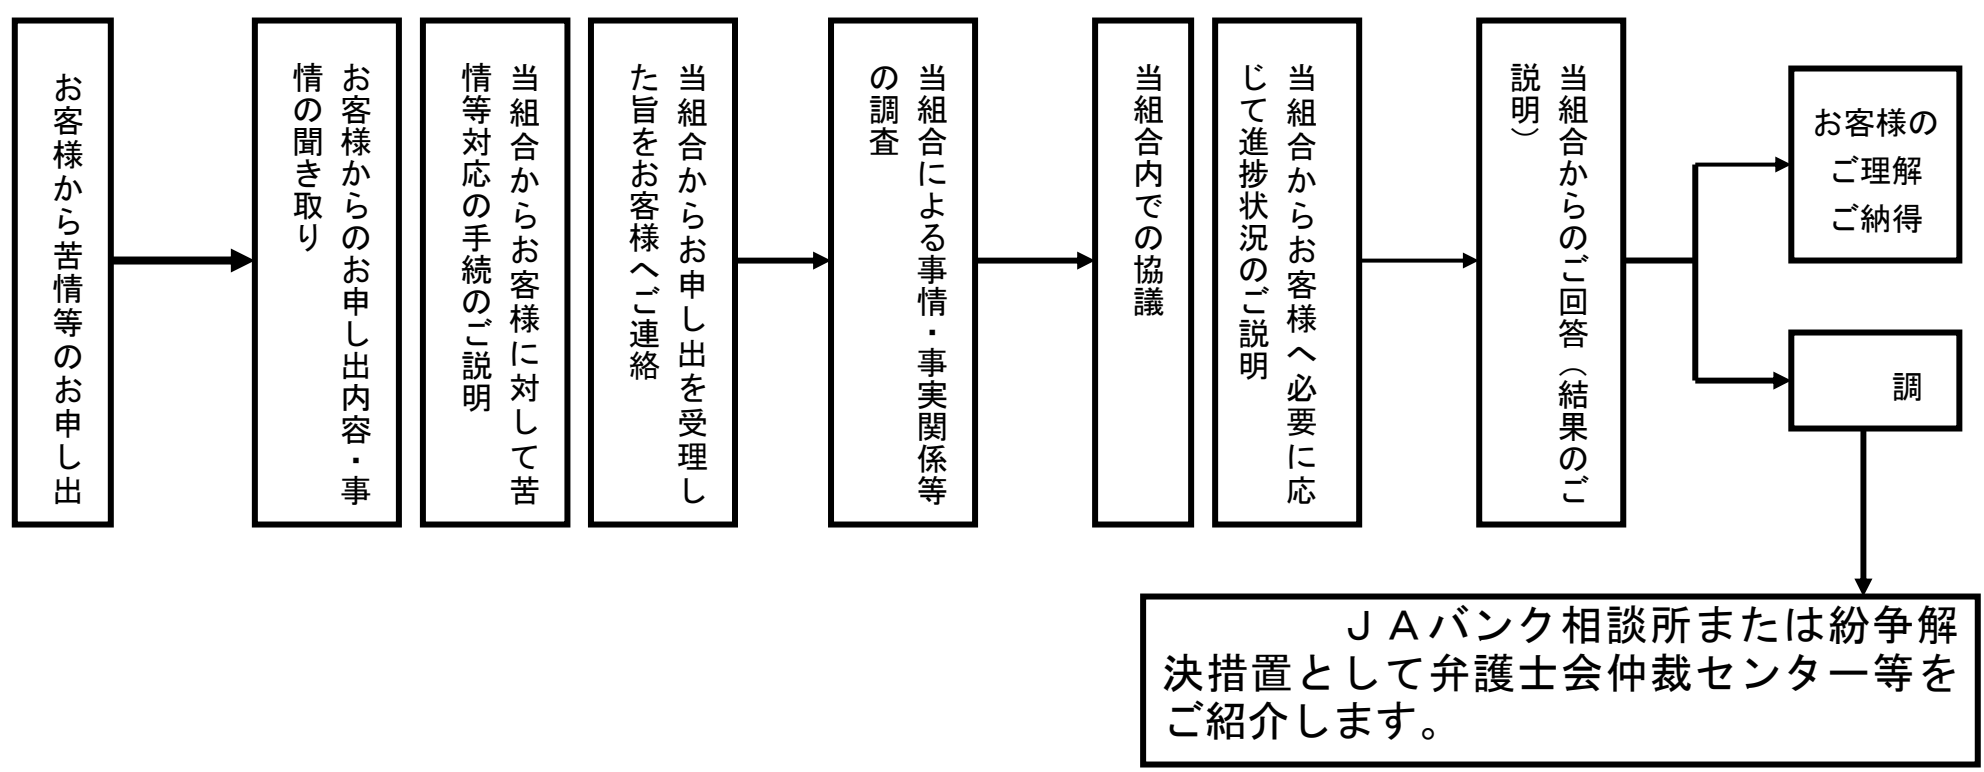 お客様から苦情等のお申し出
お客様からのお申し出内容・事
情の聞き取り
当組合からお客様に対して苦
情等対応の手続のご説明
当組合からお申し出を受理し
た旨をお客様へご連絡
当組合による事情・事実関係等
の調査
当組合内での協議
当組合からお客様へ必要に応
じて進捗状況のご説明
当組合からのご回答（結果のご
説明）
お客様の
ご理解
ご納得
調
ＪＡバンク相談所または紛争解
決措置として弁護士会仲裁センター等を
ご紹介します。